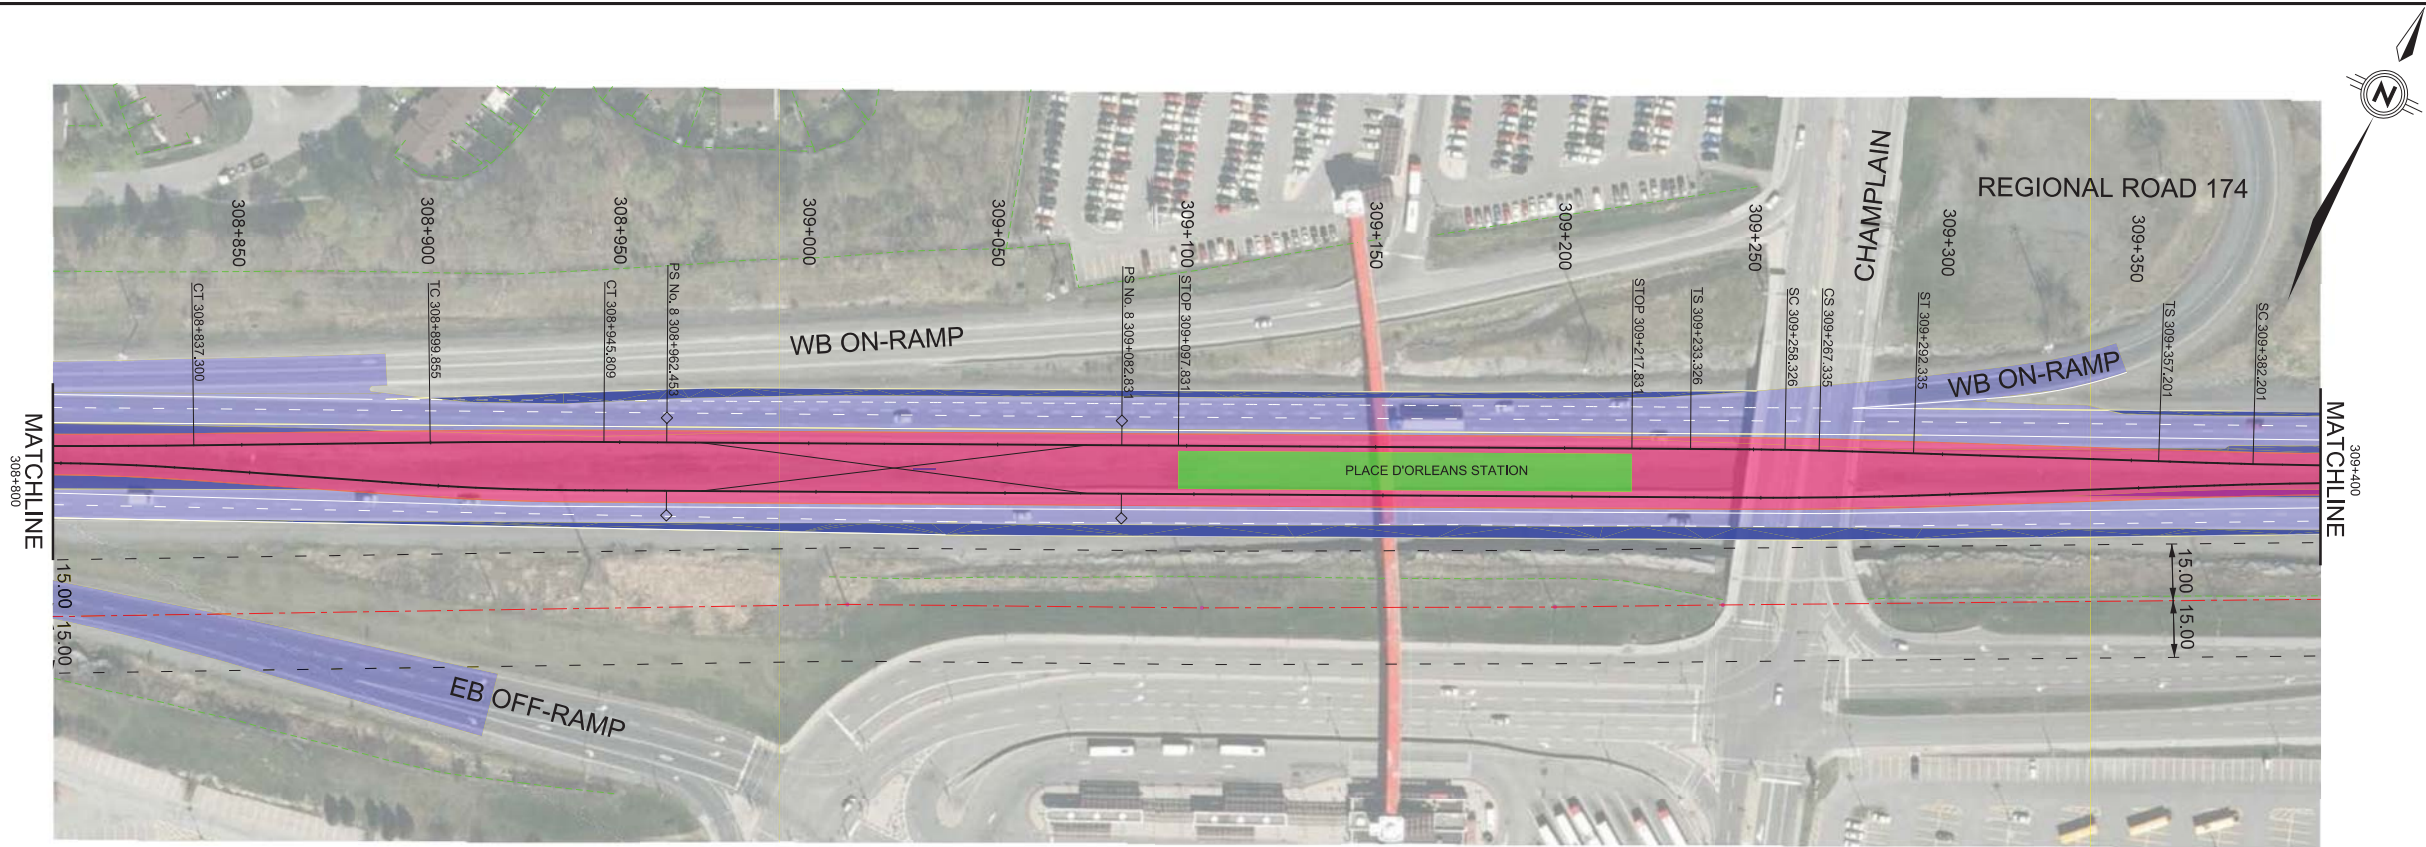 N
CHAMPLAIN
REGIONAL ROAD 174
308+850
308+900
308+950
309+000
309+050
309+100
309+150
309+200
309+250
309+300
309+350
CT 308+837.300
TC 308+899.855
CT 308+945.809
PS No. 8 308+962.453
PS No. 8 309+082.831
STOP 309+097.831
STOP 309+217.831
TS 309+233.326
SC 309+258.326
CS 309+267.335
ST 309+292.335
TS 309+357.201
SC 309+382.201
WB ON-RAMP
WB ON-RAMP
MATCHLINE
308+800
PLACE D'ORLEANS STATION
MATCHLINE
309+400
15.00
15.00
15.00
15.00
EB OFF-RAMP